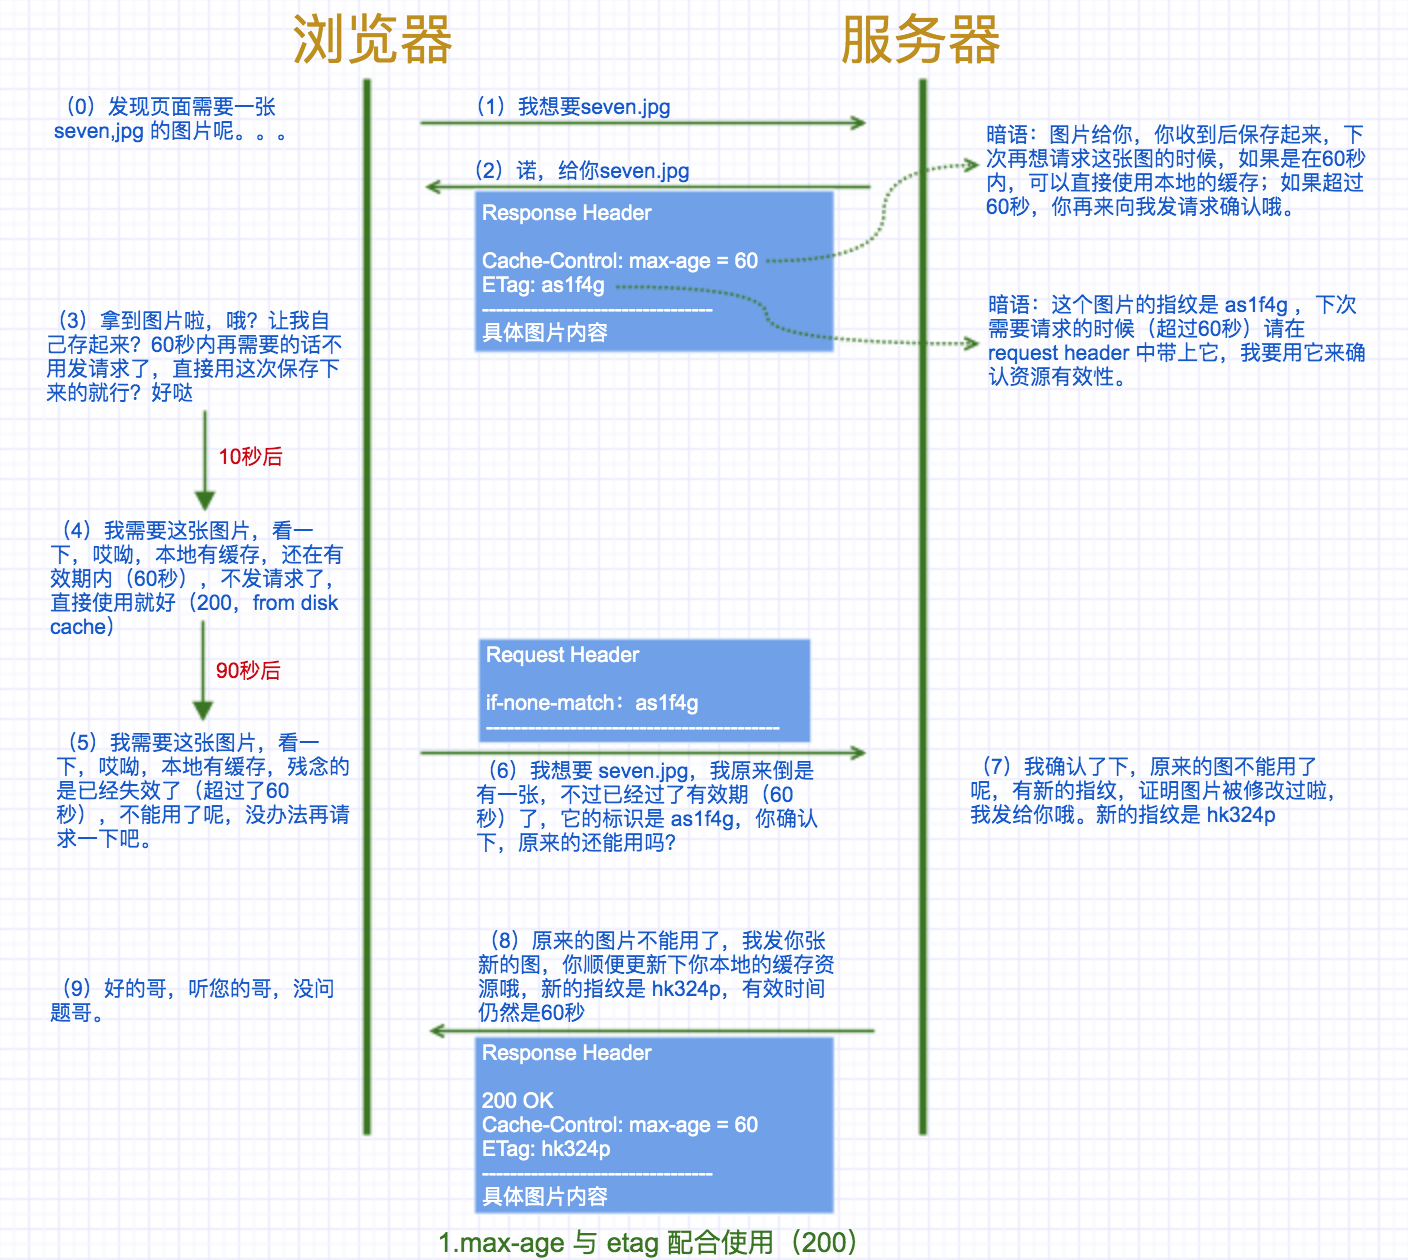 浏览器
服务器
（0）发现页面需要一张
seven,jpg 的图片呢。。。
（1）我想要seven.jpg
（2）诺，给你seven.jpg
Response Header
Cache-Control: max-age = 60
ETag: as1f4g
---------------------------------
具体图片内容
暗语：图片给你，你收到后保存起来，下
次再想请求这张图的时候，如果是在60秒
内，可以直接使用本地的缓存；如果超过
60秒，你再来向我发请求确认哦。
暗语：这个图片的指纹是 as1f4g ，下次
需要请求的时候（超过60秒）请在
request header 中带上它，我要用它来确
认资源有效性。
（3）拿到图片啦，哦？让我自
己存起来？60秒内再需要的话不
用发请求了，直接用这次保存下
来的就行？好哒
10秒后
（4）我需要这张图片，看一
下，哎呦，本地有缓存，还在有
效期内（60秒），不发请求了，
直接使用就好（200，from disk
cache）
90秒后
（5）我需要这张图片，看一
下，哎呦，本地有缓存，残念的
是已经失效了（超过了60
秒），不能用了呢，没办法再请
求一下吧。
Request Header
if-none-match：as1f4g
------------------------------------------
（6）我想要 seven.jpg，我原来倒是
有一张，不过已经过了有效期（60
秒）了，它的标识是 as1f4g，你确认
下，原来的还能用吗？
（7）我确认了下，原来的图不能用了
呢，有新的指纹，证明图片被修改过啦，
我发给你哦。新的指纹是 hk324p
（8）原来的图片不能用了，我发你张
新的图，你顺便更新下你本地的缓存资
源哦，新的指纹是 hk324p，有效时间
仍然是60秒
（9）好的哥，听您的哥，没问
题哥。
Response Header
200 OK
Cache-Control: max-age = 60
ETag: hk324p
---------------------------------
具体图片内容
1.max-age 与 etag 配合使用（200）